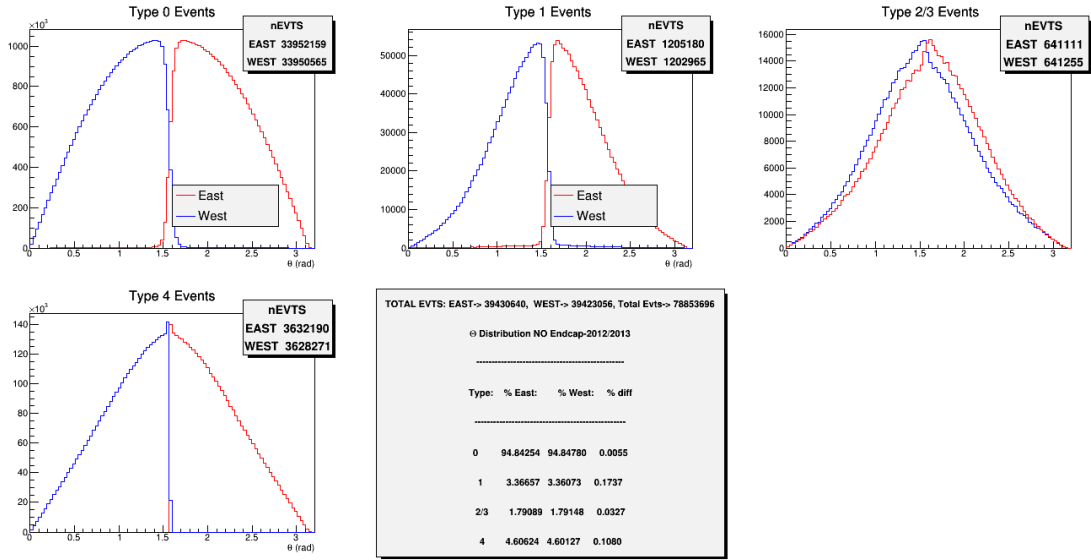 Type 0 Events
×10³
nEVTS
EAST 33952159
WEST 33950565
1000
800
600
400
200
0
East
West
0 0.5 1 1.5 2 2.5 3
θ (rad)
Type 1 Events
nEVTS
EAST 1205180
WEST 1202965
50000
40000
30000
20000
10000
0
East
West
0 0.5 1 1.5 2 2.5 3
θ (rad)
Type 2/3 Events
nEVTS
EAST 641111
WEST 641255
16000
14000
12000
10000
8000
6000
4000
2000
0
0 0.5 1 1.5 2 2.5 3
θ (rad)
Type 4 Events
×10³
nEVTS
EAST 3632190
WEST 3628271
140
120
100
80
60
40
20
0
0 0.5 1 1.5 2 2.5 3
θ (rad)
TOTAL EVTS: EAST-> 39430640, WEST-> 39423056, Total Evts-> 78853696
Θ Distribution NO Endcap-2012/2013
------------------------------------------------
Type: % East: % West: % diff
------------------------------------------------
0 94.84254 94.84780 0.0055
1 3.36657 3.36073 0.1737
2/3 1.79089 1.79148 0.0327
4 4.60624 4.60127 0.1080